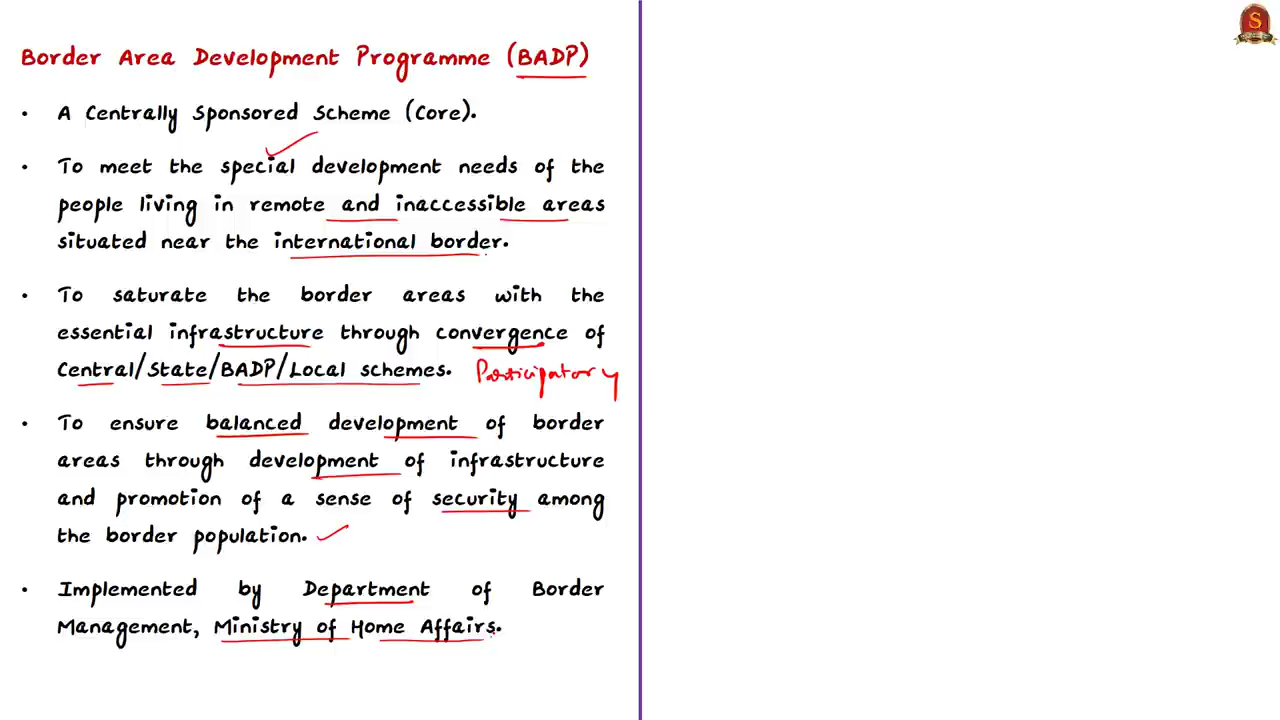 Border Area Development Programme (BADP)
• A Centrally Sponsored Scheme (Core).
• To meet the special development needs of the
people living in remote and inaccessible areas
situated near the international border.
• To saturate the border areas with the
essential infrastructure through convergence of
Central/State/BADP/Local schemes. Participatory
• To ensure balanced development of border
areas through development of infrastructure
and promotion of a sense of security among
the border population.
• Implemented by Department of Border
Management, Ministry of Home Affairs.
S